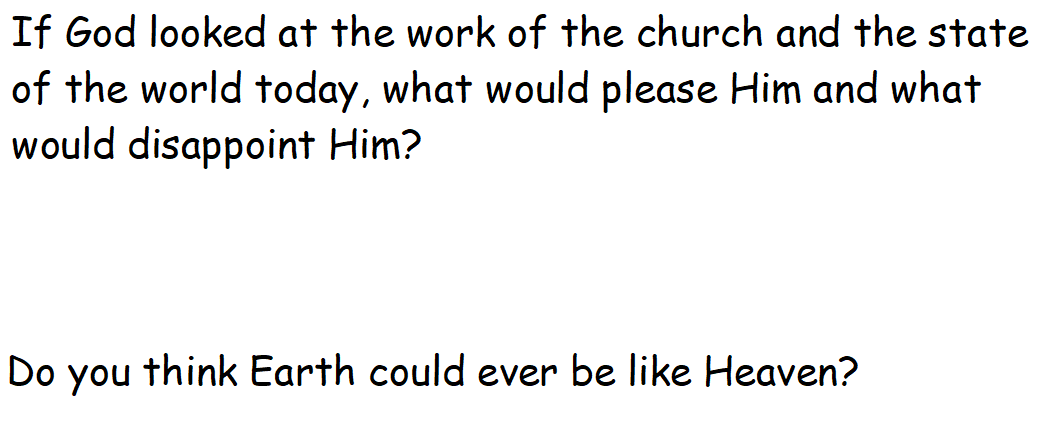 If God looked at the work of the church and the state
of the world today, what would please Him and what
would disappoint Him?
Do you think Earth could ever be like Heaven?